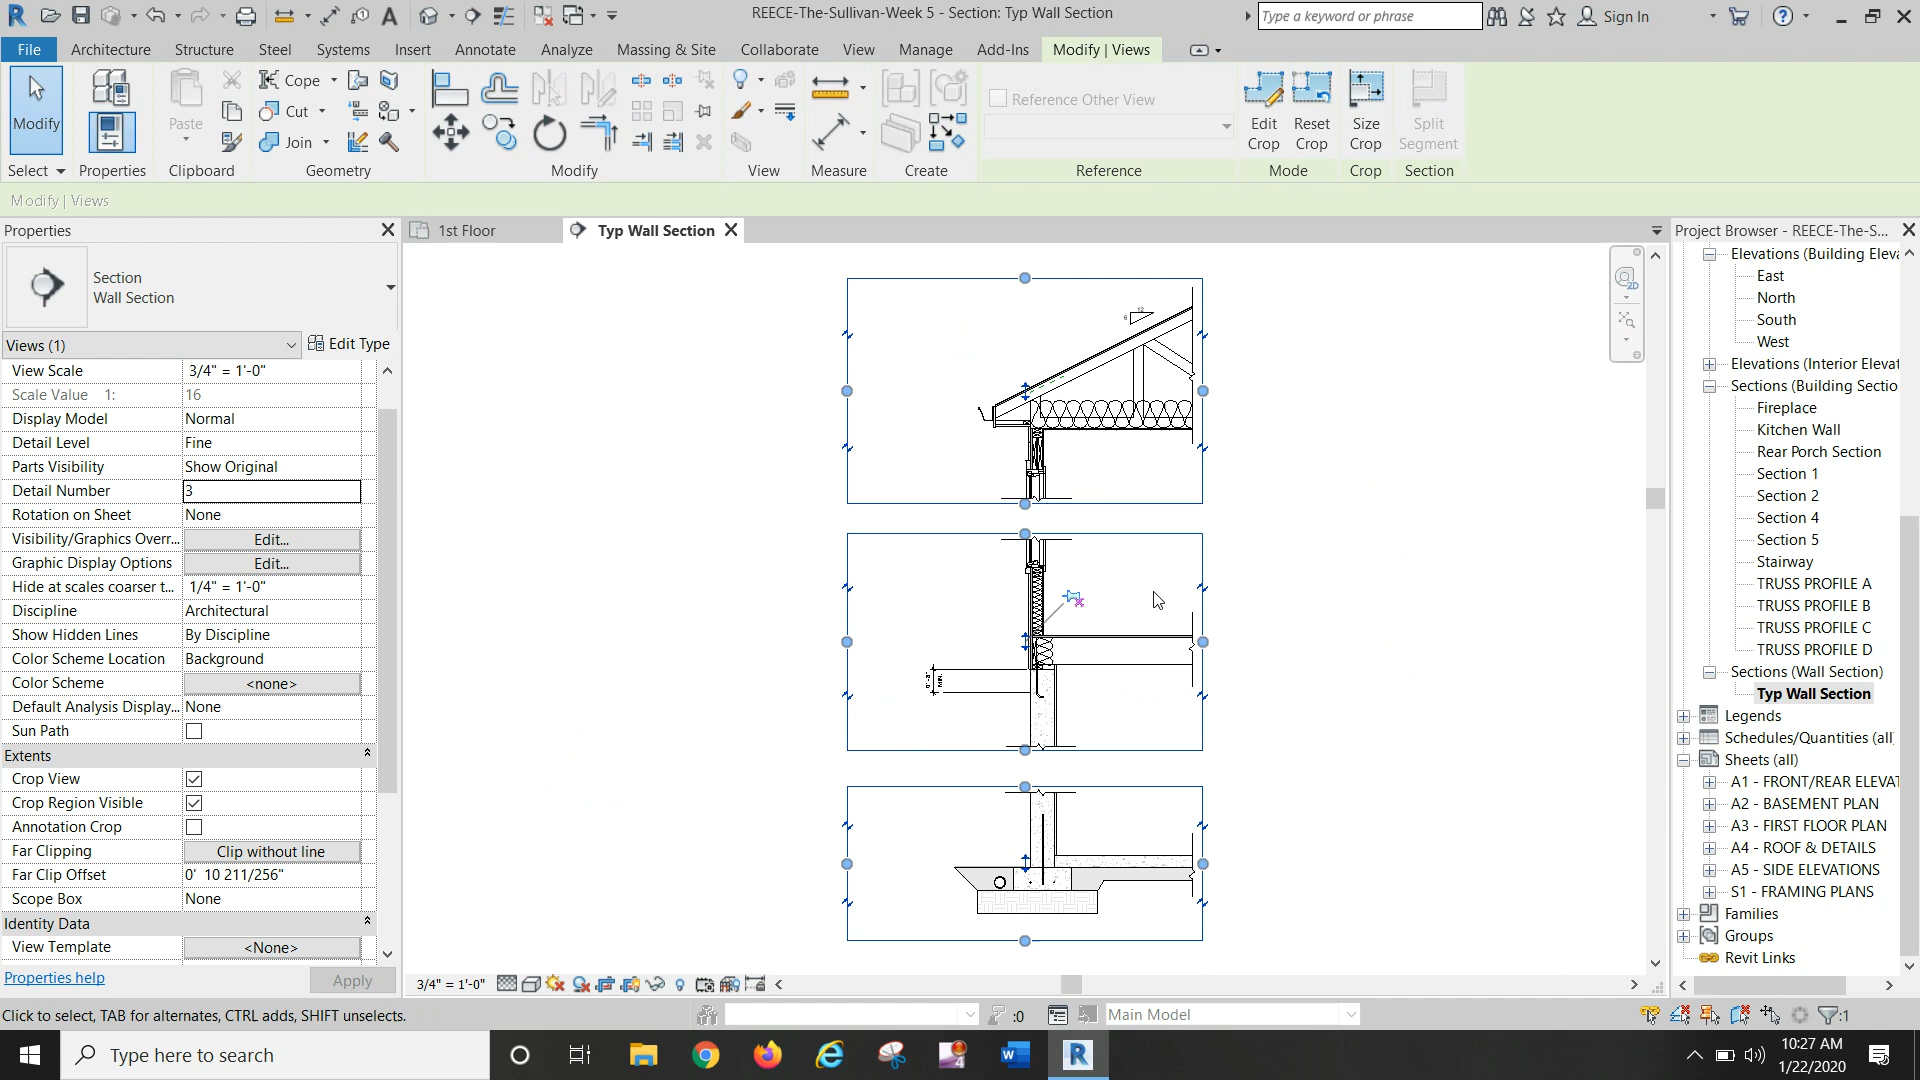 REECE-The-Sullivan-Week 5 - Section: Typ Wall Section
Type a keyword or phrase
Sign In
File Architecture Structure Steel Systems Insert Annotate Analyze Massing & Site Collaborate View Manage Add-Ins Modify | Views
Modify
Paste
Cope
Cut
Join
Reference Other View
Edit Crop
Reset Crop
Size Crop
Split Segment
Select Properties Clipboard Geometry Modify View Measure Create Reference Mode Crop Section
Modify | Views
Properties
Section
Wall Section
Views (1)
Edit Type
View Scale 3/4" = 1'-0"
Scale Value 1: 16
Display Model Normal
Detail Level Fine
Parts Visibility Show Original
Detail Number 3
Rotation on Sheet None
Visibility/Graphics Overr... Edit...
Graphic Display Options Edit...
Hide at scales coarser t... 1/4" = 1'-0"
Discipline Architectural
Show Hidden Lines By Discipline
Color Scheme Location Background
Color Scheme <none>
Default Analysis Display... None
Sun Path
Extents
Crop View
Crop Region Visible
Annotation Crop
Far Clipping Clip without line
Far Clip Offset 0' 10 211/256"
Scope Box None
Identity Data
View Template <None>
Properties help
Apply
1st Floor
Typ Wall Section
12
6
MIN.
2D
3/4" = 1'-0"
Project Browser - REECE-The-S...
Elevations (Building Eleva
East
North
South
West
Elevations (Interior Elevat
Sections (Building Sectio
Fireplace
Kitchen Wall
Rear Porch Section
Section 1
Section 2
Section 4
Section 5
Stairway
TRUSS PROFILE A
TRUSS PROFILE B
TRUSS PROFILE C
TRUSS PROFILE D
Sections (Wall Section)
Typ Wall Section
Legends
Schedules/Quantities (all
Sheets (all)
A1 - FRONT/REAR ELEVAT
A2 - BASEMENT PLAN
A3 - FIRST FLOOR PLAN
A4 - ROOF & DETAILS
A5 - SIDE ELEVATIONS
S1 - FRAMING PLANS
Families
Groups
Revit Links
Click to select, TAB for alternates, CTRL adds, SHIFT unselects.
:0
Main Model
:1
Type here to search
10:27 AM
1/22/2020